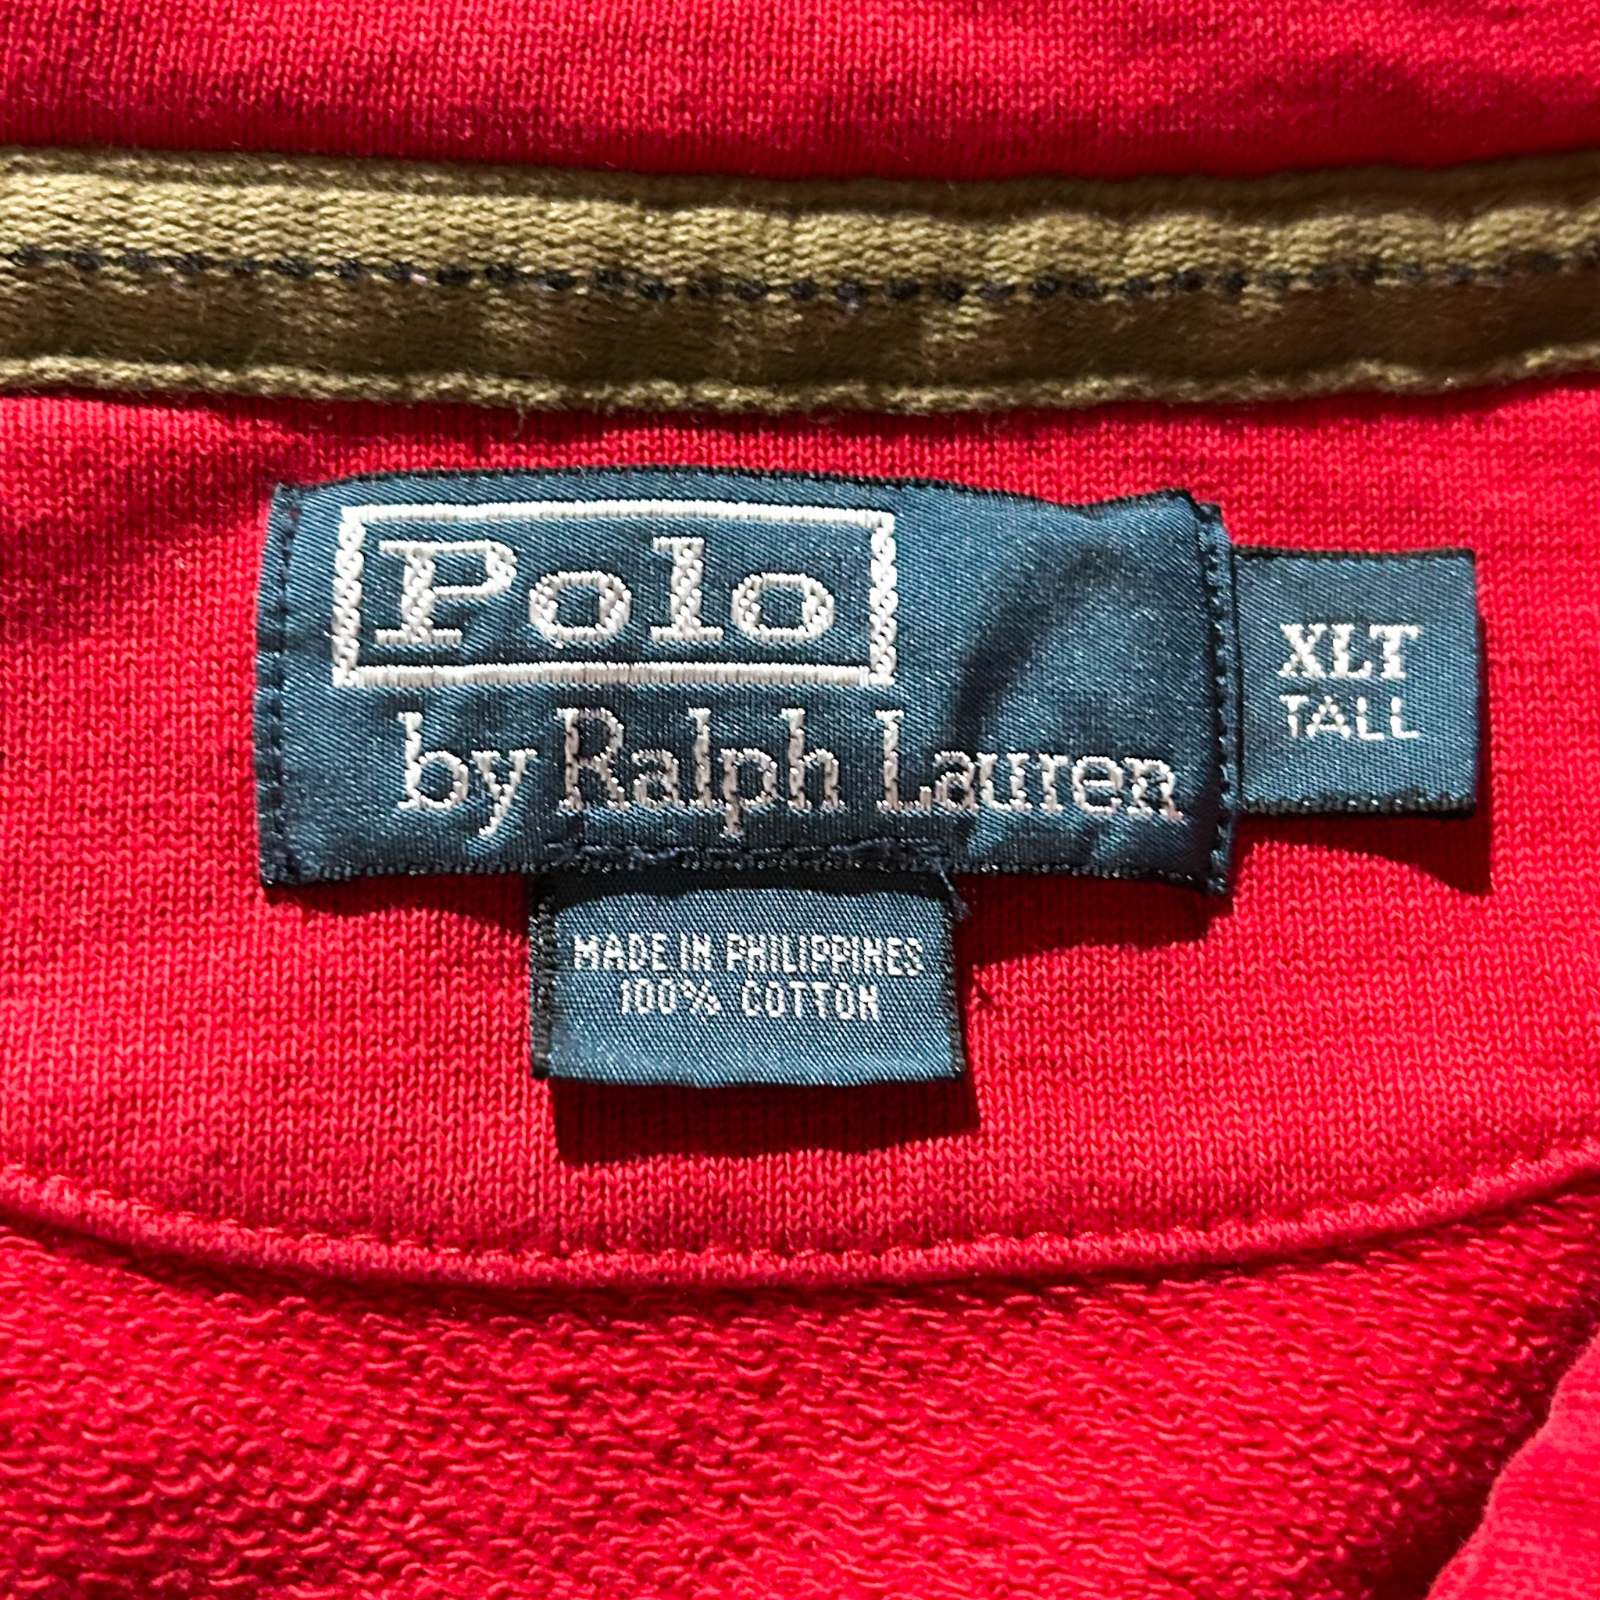 Polo
by Ralph Lauren
XLT
TALL
MADE IN PHILIPPINES
100% COTTON